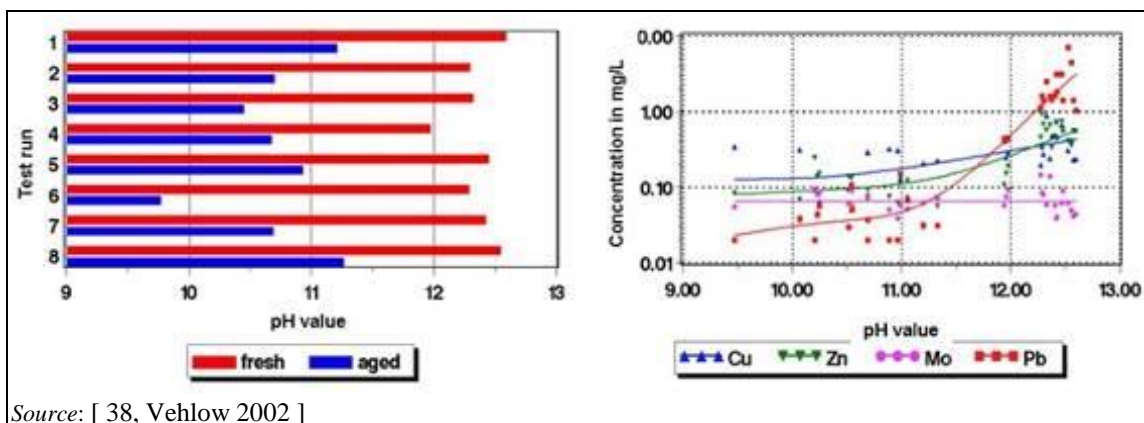 Test run
1
2
3
4
5
6
7
8
9 10 11 12 13
pH value
fresh aged
Concentration in mg/L
0.00
1.00
0.10
0.01
9.00 10.00 11.00 12.00 13.00
pH value
Cu Zn Mo Pb
Source: [ 38, Vehlow 2002 ]